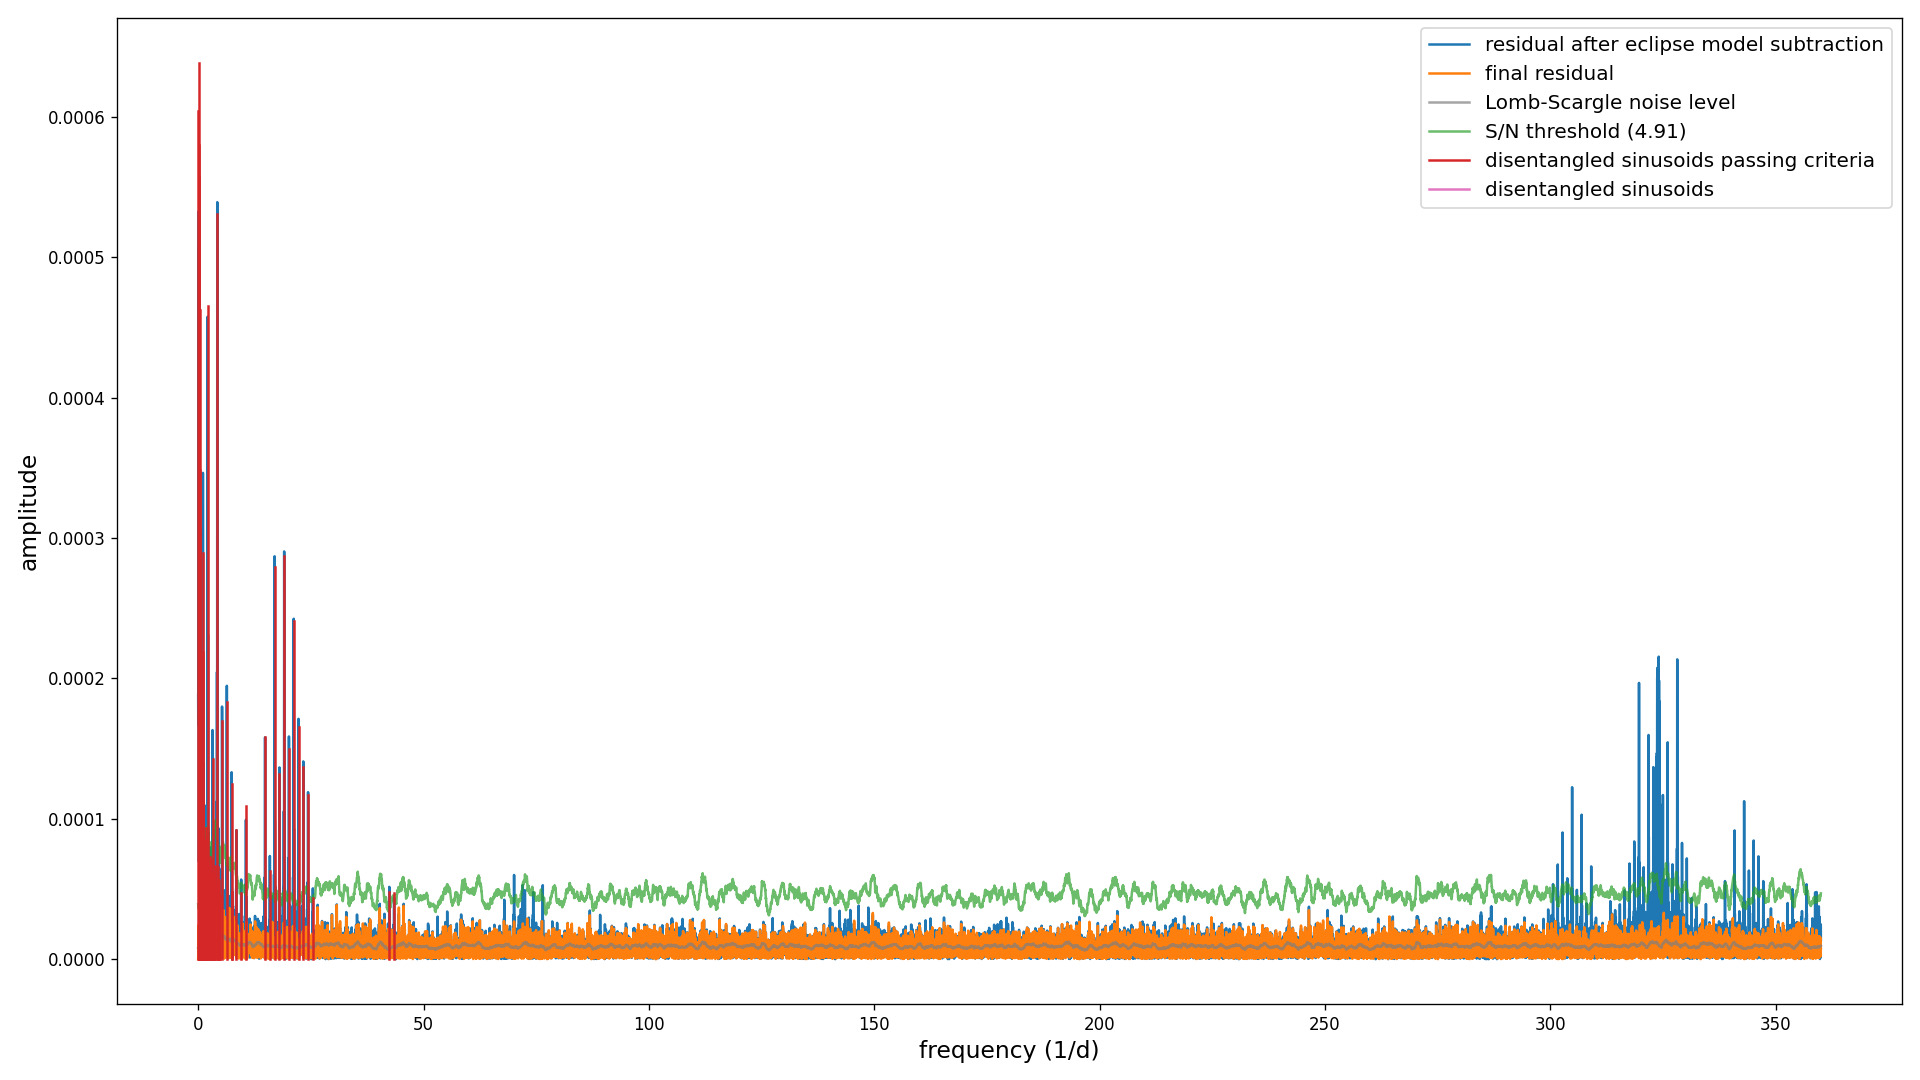 residual after eclipse model subtraction
final residual
Lomb-Scargle noise level
S/N threshold (4.91)
disentangled sinusoids passing criteria
disentangled sinusoids
amplitude
0.0006
0.0005
0.0004
0.0003
0.0002
0.0001
0.0000
0 50 100 150 200 250 300 350
frequency (1/d)